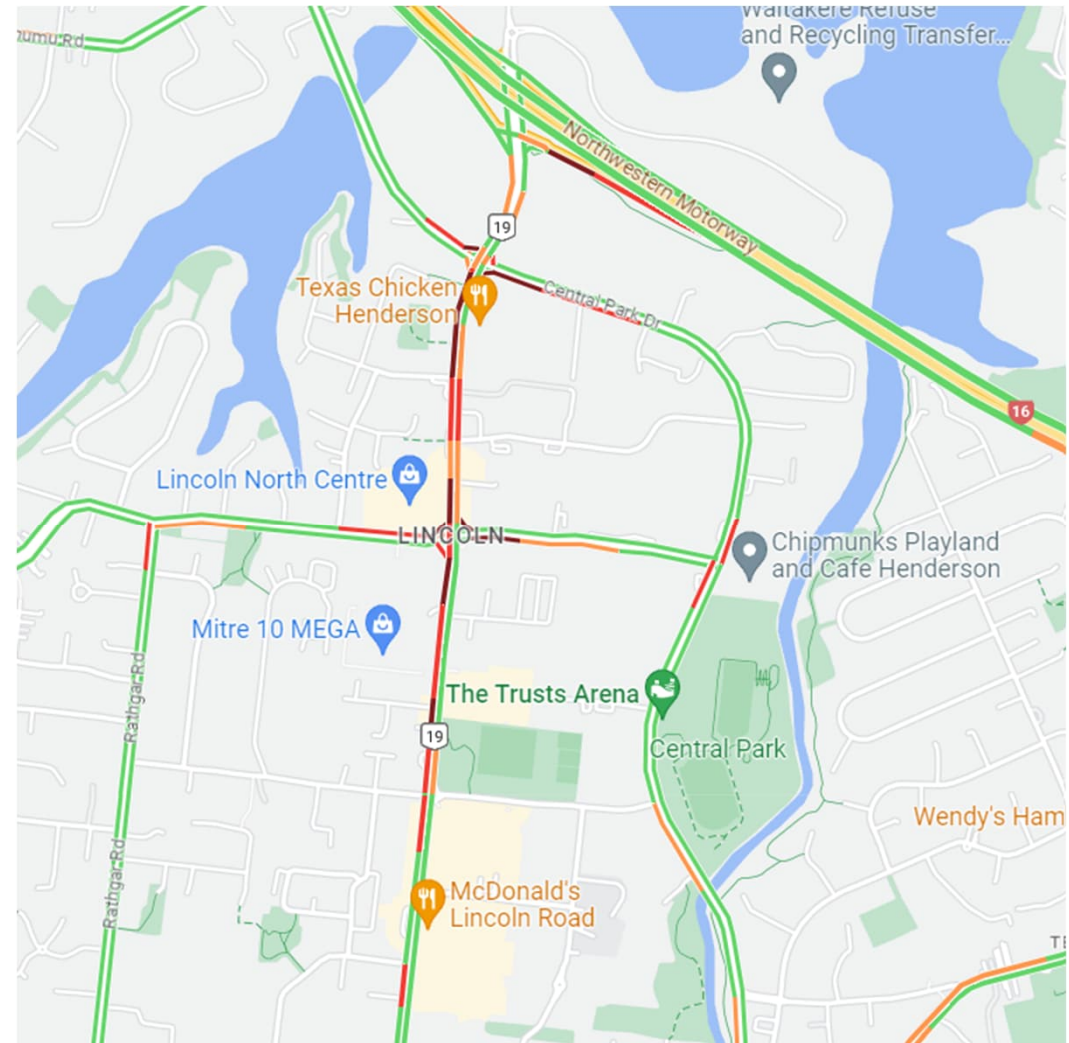 Waitakere Refuse
and Recycling Transfer...
Northwestern Motorway
19
Texas Chicken
Henderson
Central Park Dr
16
Lincoln North Centre
LINCOLN
Chipmunks Playland
and Cafe Henderson
Mitre 10 MEGA
Rathgar Rd
The Trusts Arena
19
Central Park
Wendy's Ham
Rathgar Rd
McDonald's
Lincoln Road